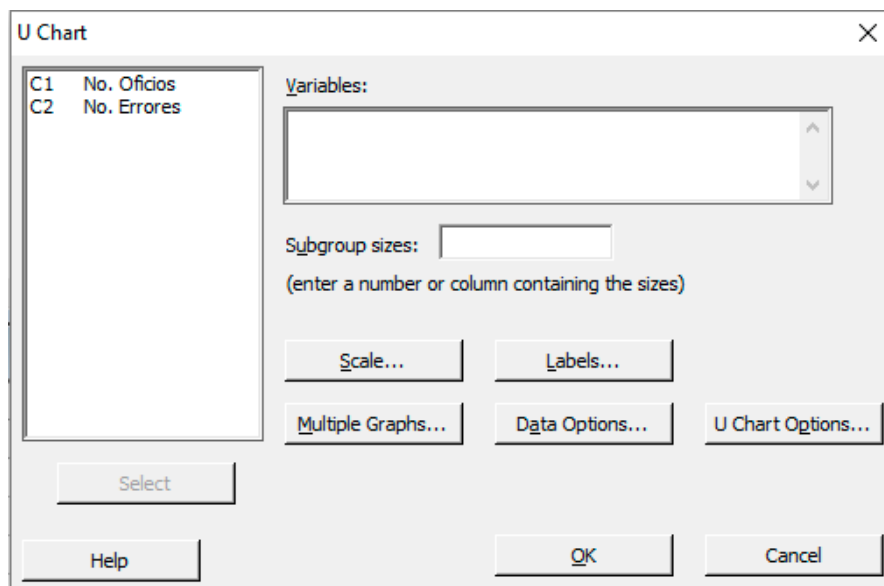 U Chart
C1 No. Oficios
C2 No. Errores
Variables:
Subgroup sizes:
(enter a number or column containing the sizes)
Scale...
Labels...
Multiple Graphs...
Data Options...
U Chart Options...
Select
Help
OK
Cancel